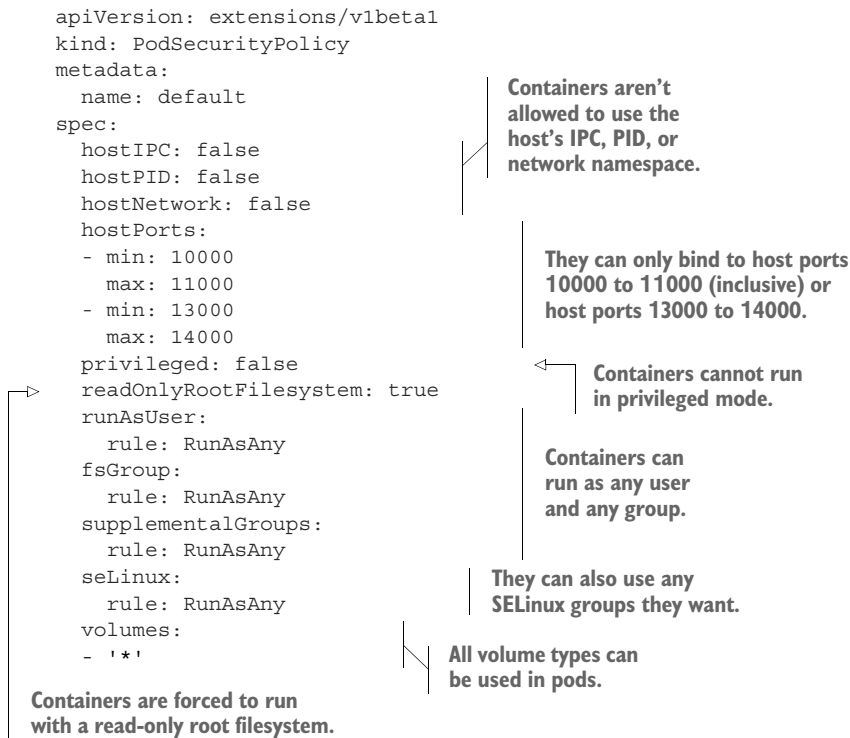 apiVersion: extensions/v1beta1
kind: PodSecurityPolicy
metadata:
  name: default
spec:
  hostIPC: false
  hostPID: false
  hostNetwork: false
  hostPorts:
  - min: 10000
    max: 11000
  - min: 13000
    max: 14000
  privileged: false
  readOnlyRootFilesystem: true
  runAsUser:
    rule: RunAsAny
  fsGroup:
    rule: RunAsAny
  supplementalGroups:
    rule: RunAsAny
  seLinux:
    rule: RunAsAny
  volumes:
  - '*'
Containers aren't
allowed to use the
host's IPC, PID, or
network namespace.
They can only bind to host ports
10000 to 11000 (inclusive) or
host ports 13000 to 14000.
Containers cannot run
in privileged mode.
Containers can
run as any user
and any group.
They can also use any
SELinux groups they want.
All volume types can
be used in pods.
Containers are forced to run
with a read-only root filesystem.